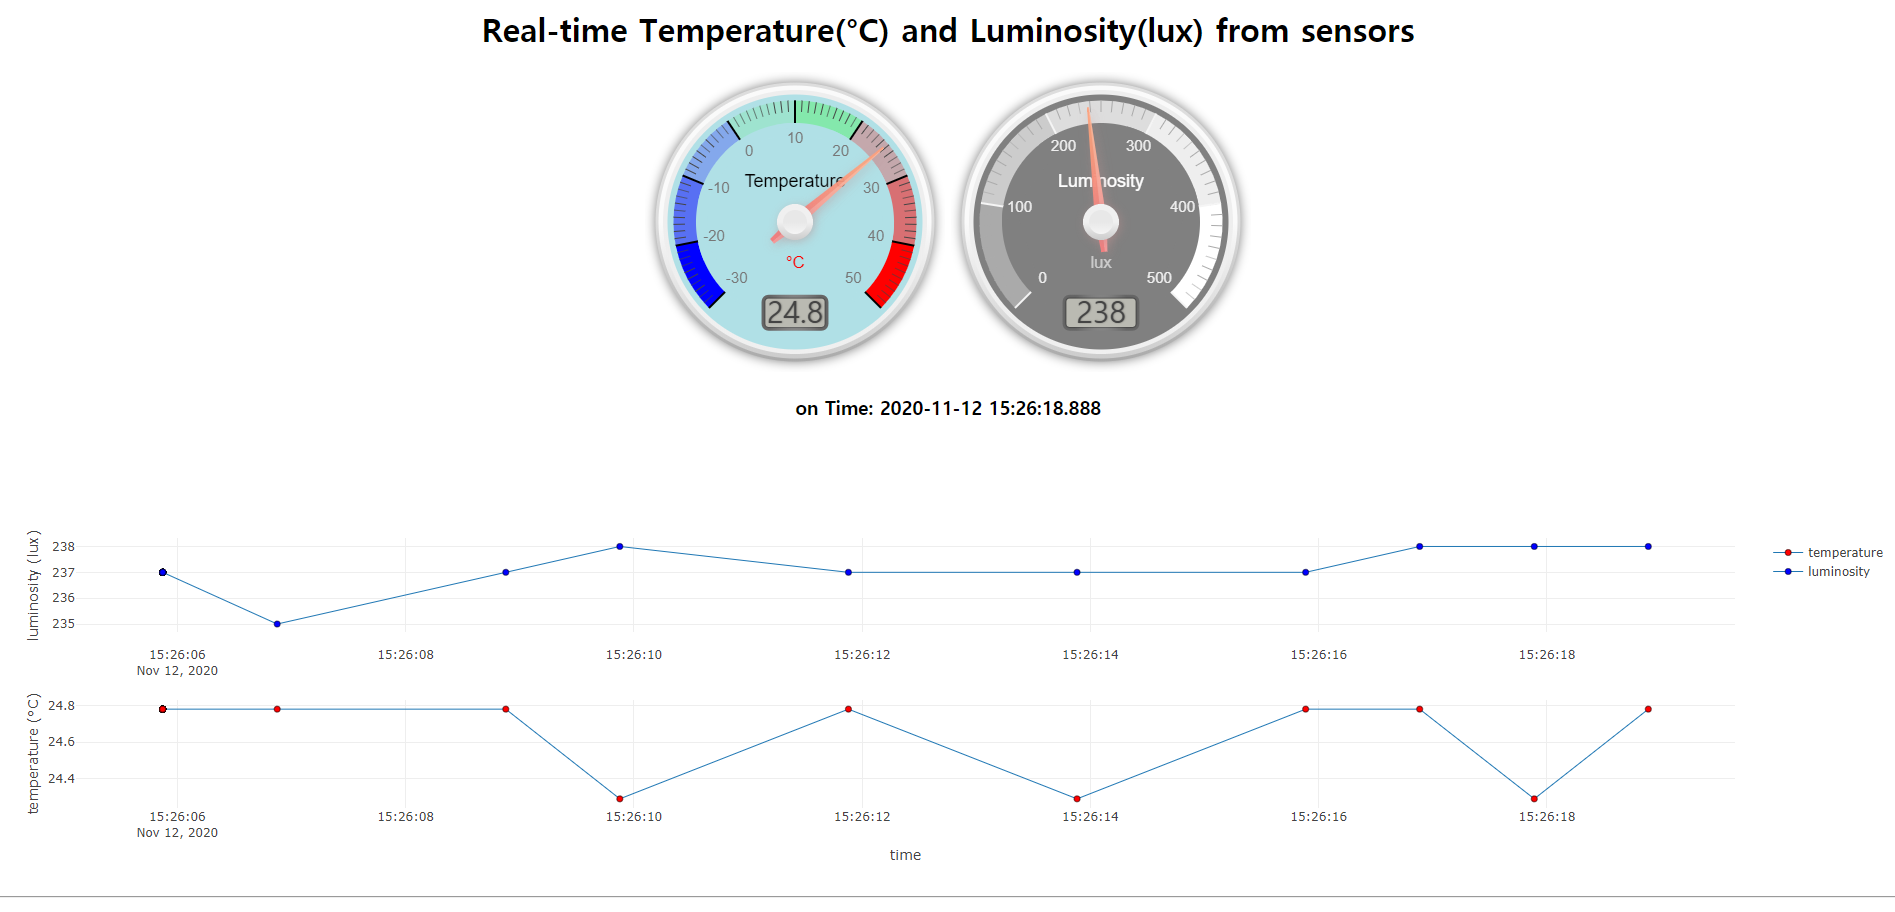 Real-time Temperature(°C) and Luminosity(lux) from sensors
-30
-20
-10
0
10
20
30
40
50
Temperature
°C
24.8
0
100
200
300
400
500
Luminosity
lux
238
on Time: 2020-11-12 15:26:18.888
luminosity (lux)
238
237
236
235
15:26:06
Nov 12, 2020
15:26:08
15:26:10
15:26:12
15:26:14
15:26:16
15:26:18
temperature
luminosity
temperature (°C)
24.8
24.6
24.4
15:26:06
Nov 12, 2020
15:26:08
15:26:10
15:26:12
15:26:14
15:26:16
15:26:18
time